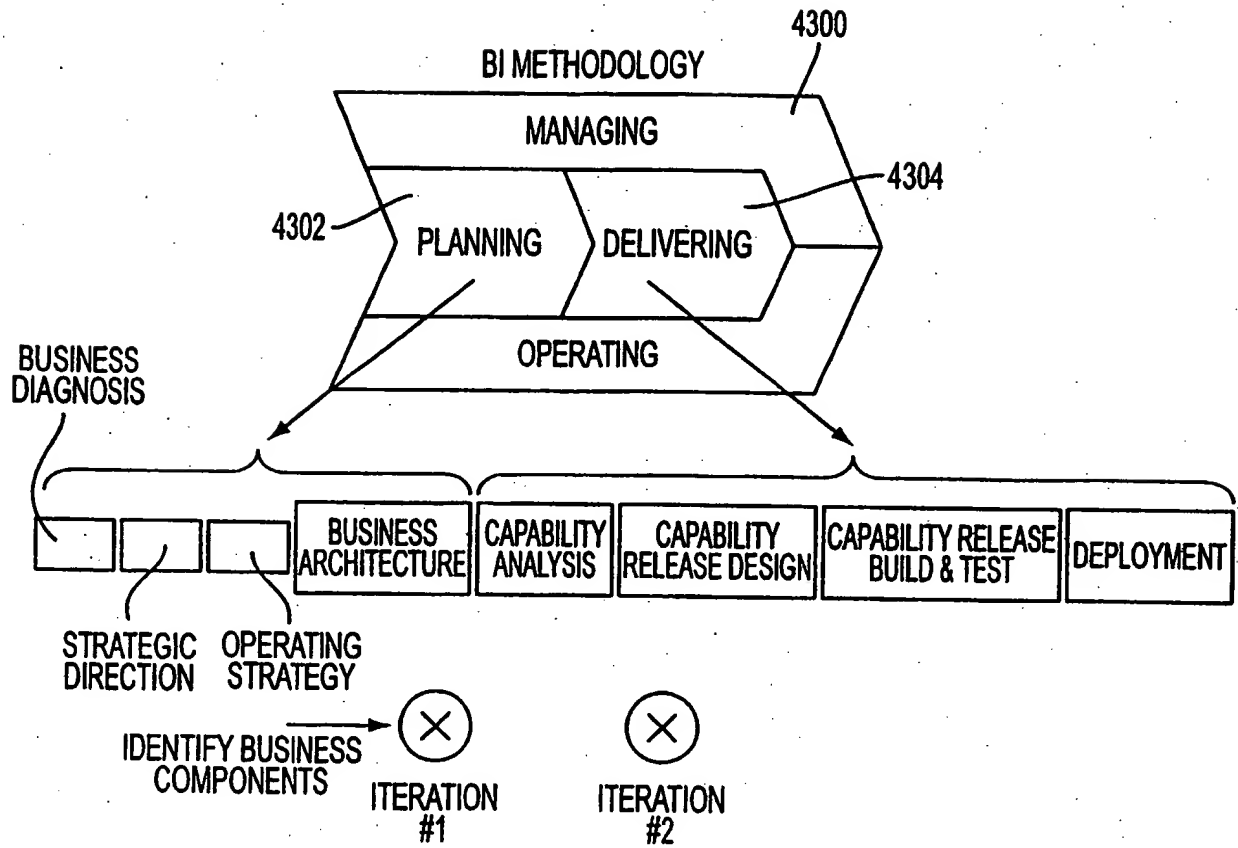 4300
BI METHODOLOGY
MANAGING
4304
4302
PLANNING
DELIVERING
OPERATING
BUSINESS
DIAGNOSIS
BUSINESS
ARCHITECTURE
CAPABILITY
ANALYSIS
CAPABILITY
RELEASE DESIGN
CAPABILITY RELEASE
BUILD & TEST
DEPLOYMENT
STRATEGIC
DIRECTION
OPERATING
STRATEGY
IDENTIFY BUSINESS
COMPONENTS
ITERATION
#1
ITERATION
#2